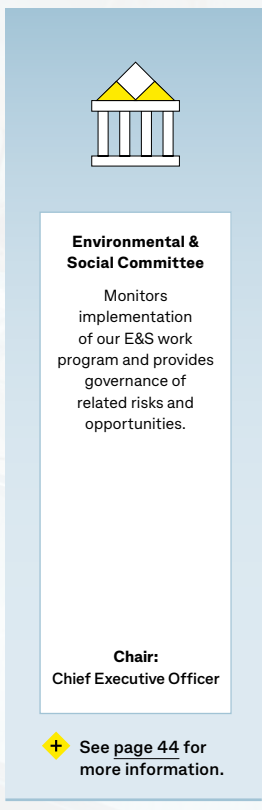 Environmental &
Social Committee
Monitors
implementation
of our E&S work
program and provides
governance of
related risks and
opportunities.
Chair:
Chief Executive Officer
+ See page 44 for
more information.